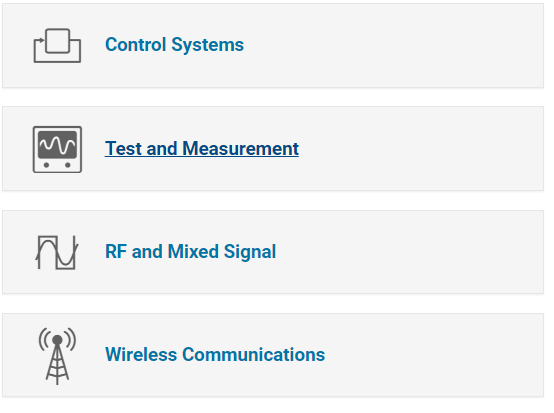 Control Systems
Test and Measurement
RF and Mixed Signal
Wireless Communications